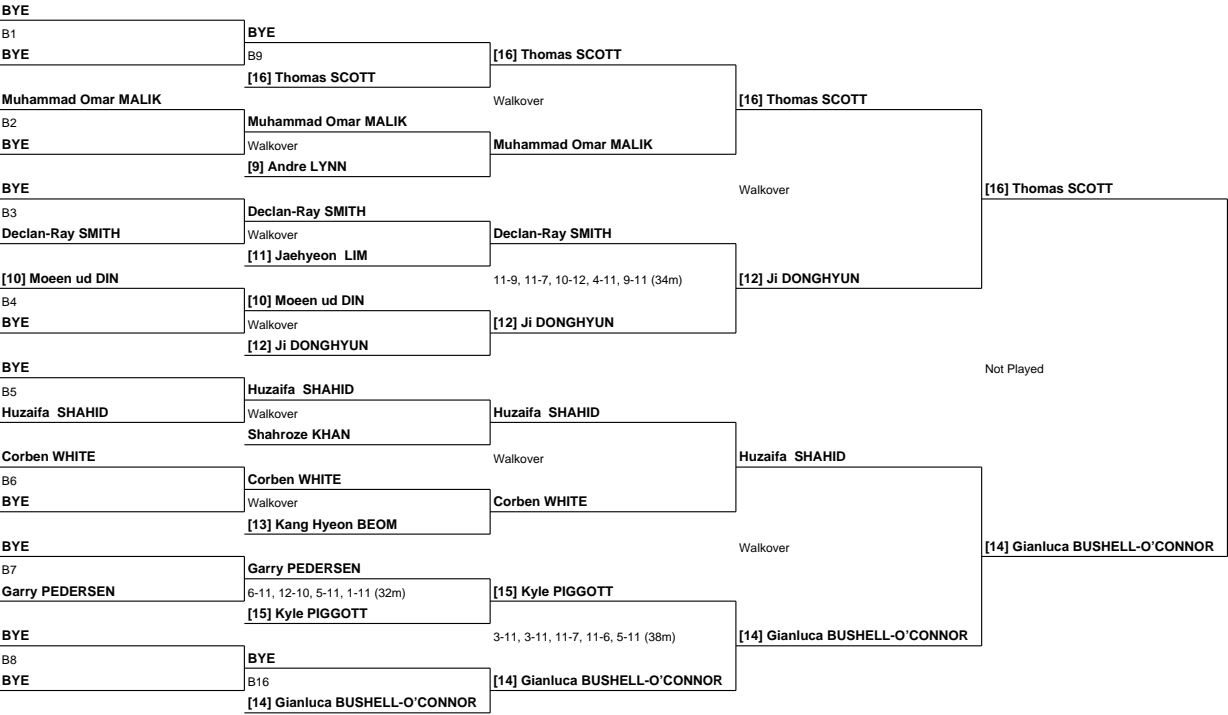 BYE
B1
BYE
Muhammad Omar MALIK
B2
BYE
BYE
B3
Declan-Ray SMITH
[10] Moeen ud DIN
B4
BYE
BYE
B5
Huzaifa  SHAHID
Corben WHITE
B6
BYE
BYE
B7
Garry PEDERSEN
BYE
B8
BYE
BYE
B9
[16] Thomas SCOTT
Muhammad Omar MALIK
Walkover
[9] Andre LYNN
Declan-Ray SMITH
Walkover
[11] Jaehyeon  LIM
[10] Moeen ud DIN
Walkover
[12] Ji DONGHYUN
Huzaifa  SHAHID
Walkover
Shahroze KHAN
Corben WHITE
Walkover
[13] Kang Hyeon BEOM
Garry PEDERSEN
6-11, 12-10, 5-11, 1-11 (32m)
[15] Kyle PIGGOTT
BYE
B16
[14] Gianluca BUSHELL-O'CONNOR
[16] Thomas SCOTT
Walkover
Muhammad Omar MALIK
Declan-Ray SMITH
11-9, 11-7, 10-12, 4-11, 9-11 (34m)
[12] Ji DONGHYUN
Huzaifa  SHAHID
Walkover
Corben WHITE
[15] Kyle PIGGOTT
3-11, 3-11, 11-7, 11-6, 5-11 (38m)
[14] Gianluca BUSHELL-O'CONNOR
[16] Thomas SCOTT
Walkover
[12] Ji DONGHYUN
Huzaifa  SHAHID
Walkover
[14] Gianluca BUSHELL-O'CONNOR
[16] Thomas SCOTT
Not Played
[14] Gianluca BUSHELL-O'CONNOR